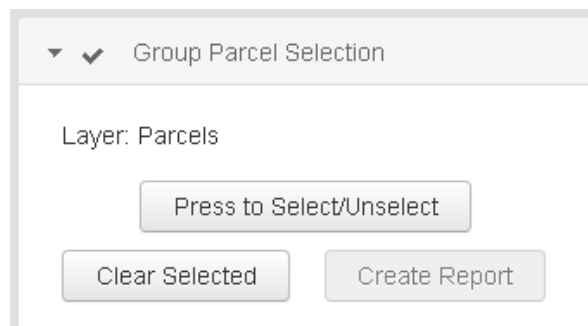 Group Parcel Selection
Layer: Parcels
Press to Select/Unselect
Clear Selected
Create Report